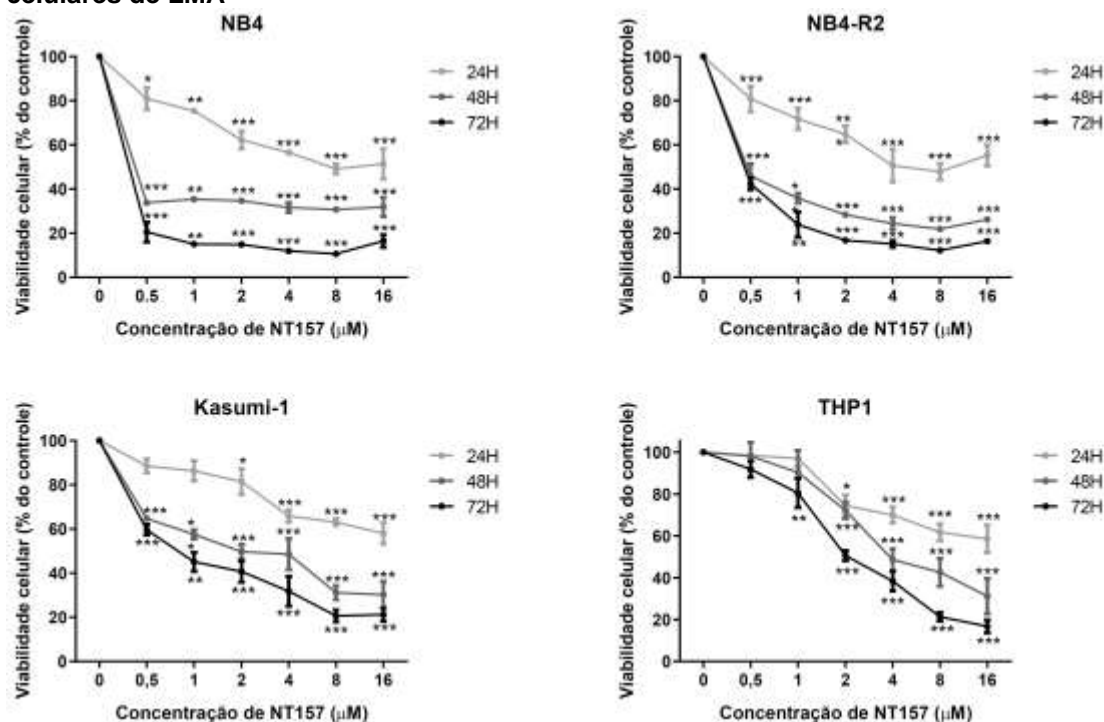 celulares de LMA
NB4
Viabilidade celular (% do controle)
100
80
60
40
20
0
0 0,5 1 2 4 8 16
Concentração de NT157 (µM)
24H
48H
72H
* ** *** *** *** ***
*** ** *** *** *** ***
*** ** *** *** *** ***
NB4-R2
Viabilidade celular (% do controle)
100
80
60
40
20
0
0 0,5 1 2 4 8 16
Concentração de NT157 (µM)
24H
48H
72H
*** *** *** *** *** ***
*** ** *** *** *** ***
*** ** *** *** *** ***
Kasumi-1
Viabilidade celular (% do controle)
100
80
60
40
20
0
0 0,5 1 2 4 8 16
Concentração de NT157 (µM)
24H
48H
72H
* *** *** ***
*** ** *** *** *** ***
*** ** *** *** *** ***
THP1
Viabilidade celular (% do controle)
100
80
60
40
20
0
0 0,5 1 2 4 8 16
Concentração de NT157 (µM)
24H
48H
72H
* *** *** ***
*** *** *** ***
** *** *** *** ***